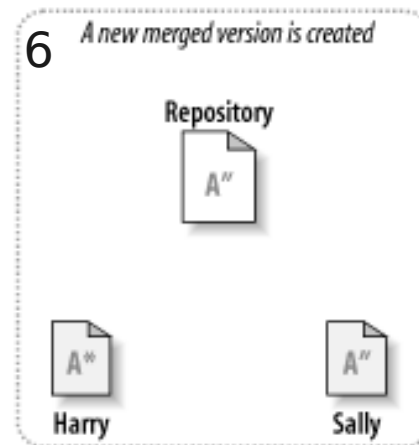 6
A new merged version is created
Repository
A″
A*
A″
Harry
Sally